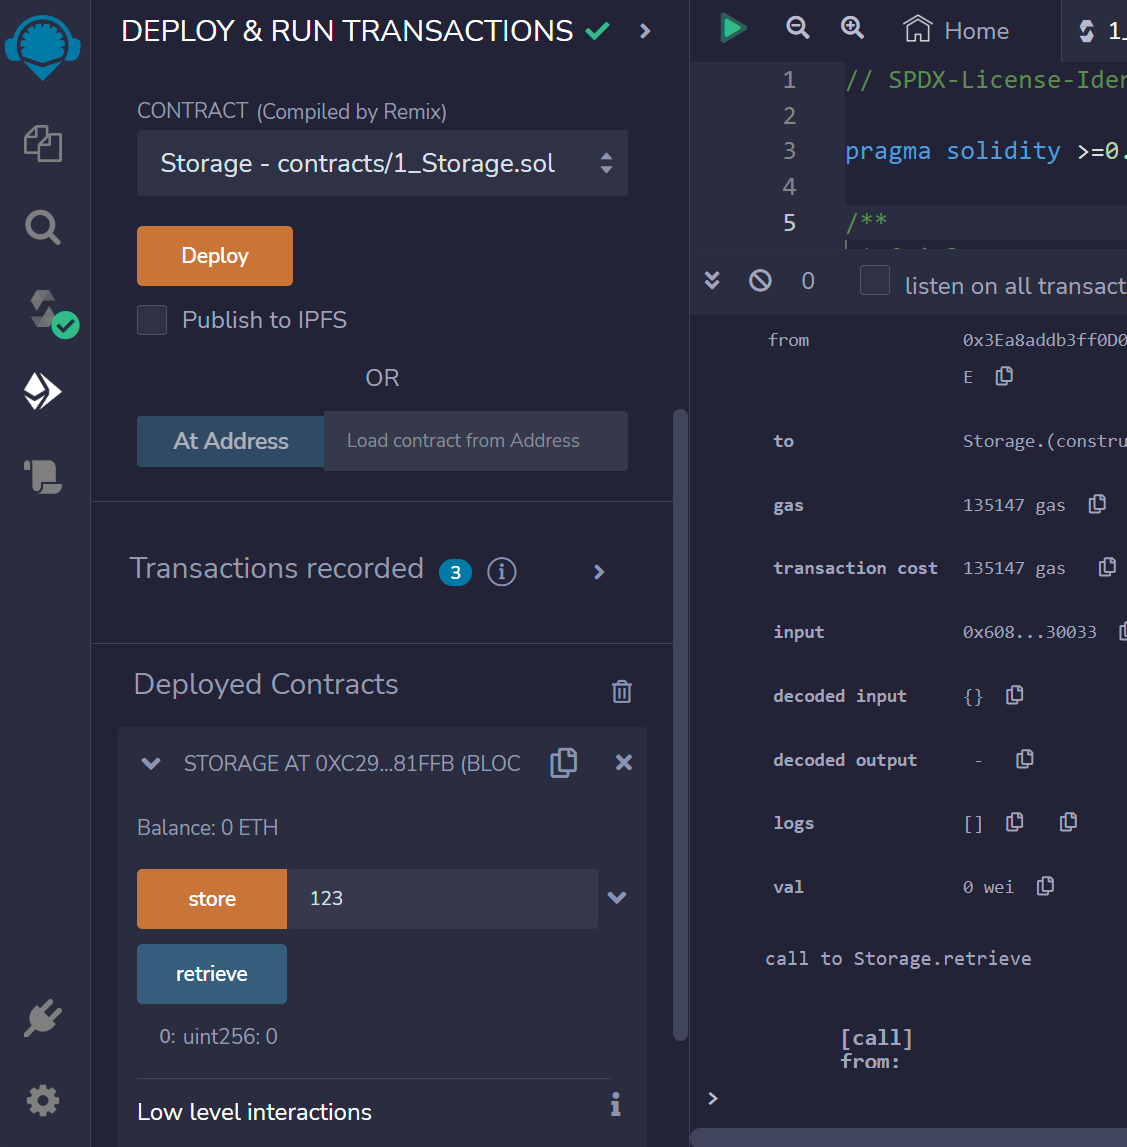 DEPLOY & RUN TRANSACTIONS
CONTRACT (Compiled by Remix)
Storage - contracts/1_Storage.sol
Deploy
Publish to IPFS
OR
At Address
Load contract from Address
Transactions recorded 3
Deployed Contracts
STORAGE AT 0XC29...81FFB (BLOC
Balance: 0 ETH
store 123
retrieve
0: uint256: 0
Low level interactions
Home
1_
1 // SPDX-License-Iden
2
3 pragma solidity >=0.
4
5 /**
0 listen on all transact
from 0x3Ea8addb3ff0D0
E
to Storage.(constru
gas 135147 gas
transaction cost 135147 gas
input 0x608...30033
decoded input {}
decoded output -
logs []
val 0 wei
call to Storage.retrieve
[call]
from:
>